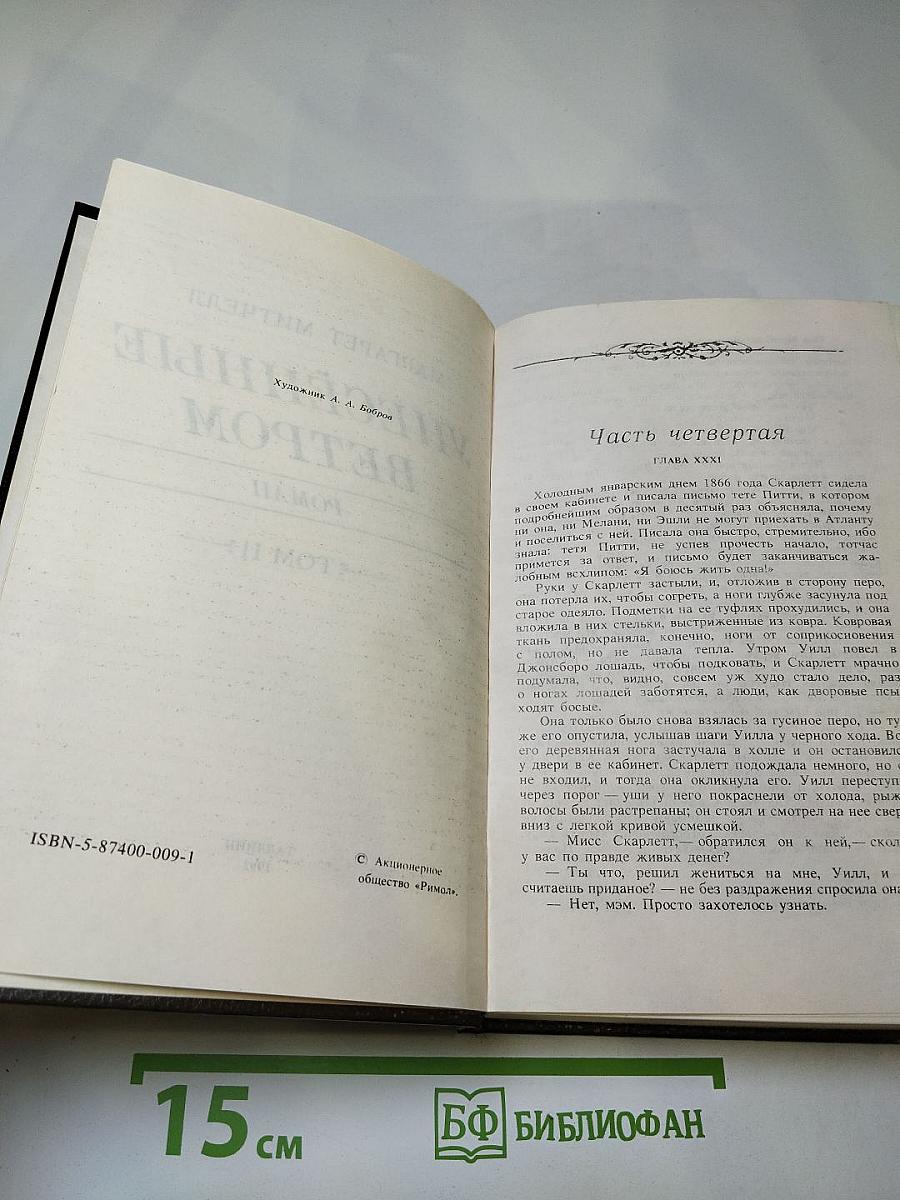 Художник А. А. Бобров
ISBN-5-87400-009-1
© Акционерное
общество «Римол».
Часть четвертая
ГЛАВА XXXI
Холодным январским днем 1866 года Скарлетт сидела
в своем кабинете и писала письмо тете Питти, в котором
подробнейшим образом в десятый раз объясняла, почему
ни она, ни Мелани, ни Эшли не могут приехать в Атланту
и поселиться с ней. Писала она быстро, стремительно, ибо
знала: тетя Питти, не успев прочесть начало, тотчас
примется за ответ, и письмо будет заканчиваться жа-
лобным всхлипом: «Я боюсь жить одна!»
Руки у Скарлетт застыли, и, отложив в сторону перо,
она потерла их, чтобы согреть, а ноги глубже засунула под
старое одеяло. Подметки на ее туфлях прохудились, и она
вложила в них стельки, выстриженные из ковра. Ковровая
ткань предохраняла, конечно, ноги от соприкосновения
с полом, но не давала тепла. Утром Уилл повел в
Джонсборо лошадь, чтобы подковать, и Скарлетт мрачно
подумала, что, видно, совсем уж худо стало дело, раз
о ногах лошадей заботятся, а люди, как дворовые псы
ходят босые.
Она только было снова взялась за гусиное перо, но ту
же его опустила, услышав шаги Уилла у черного хода. Во
его деревянная нога застучала в холле и он остановилс
у двери в ее кабинет. Скарлетт подождала немного, но
не входил, и тогда она окликнула его. Уилл переступ
через порог — уши у него покраснели от холода, рыж
волосы были растрепаны; он стоял и смотрел на нее свер
вниз с легкой кривой усмешкой.
— Мисс Скарлетт,— обратился он к ней,— скол
у вас по правде живых денег?
— Ты что, решил жениться на мне, Уилл, и
считаешь приданое? — не без раздражения спросила она
— Нет, мэм. Просто захотелось узнать.
15 см
БФ БИБЛИОФАН